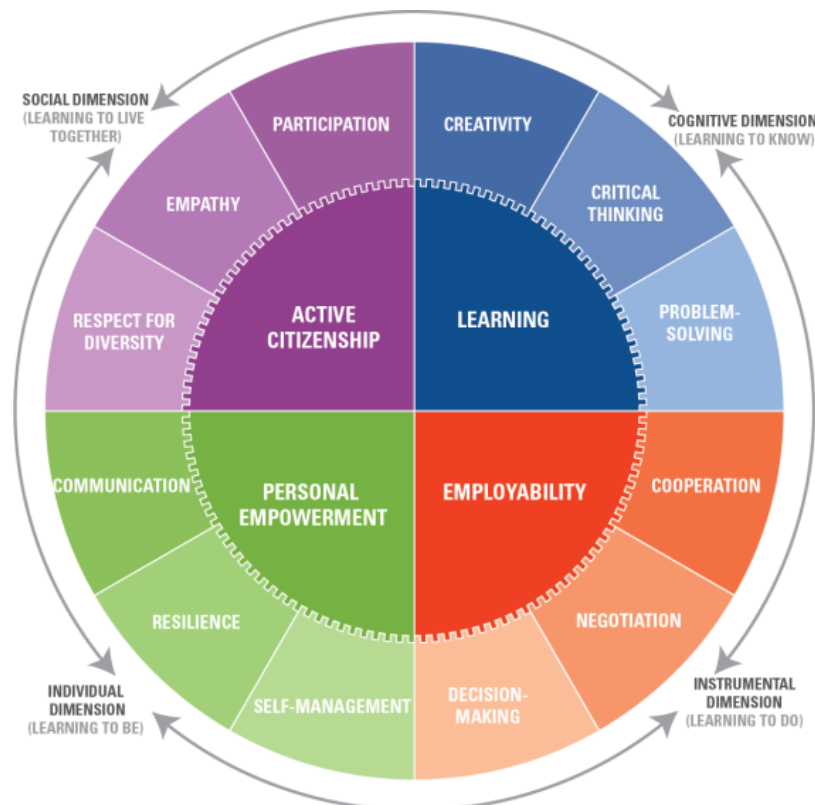 SOCIAL DIMENSION
(LEARNING TO LIVE
TOGETHER)
PARTICIPATION
CREATIVITY
COGNITIVE DIMENSION
(LEARNING TO KNOW)
EMPATHY
CRITICAL
THINKING
RESPECT FOR
DIVERSITY
ACTIVE
CITIZENSHIP
LEARNING
PROBLEM-
SOLVING
COMMUNICATION
PERSONAL
EMPOWERMENT
EMPLOYABILITY
COOPERATION
RESILIENCE
NEGOTIATION
INDIVIDUAL
DIMENSION
(LEARNING TO BE)
SELF-MANAGEMENT
DECISION-
MAKING
INSTRUMENTAL
DIMENSION
(LEARNING TO DO)